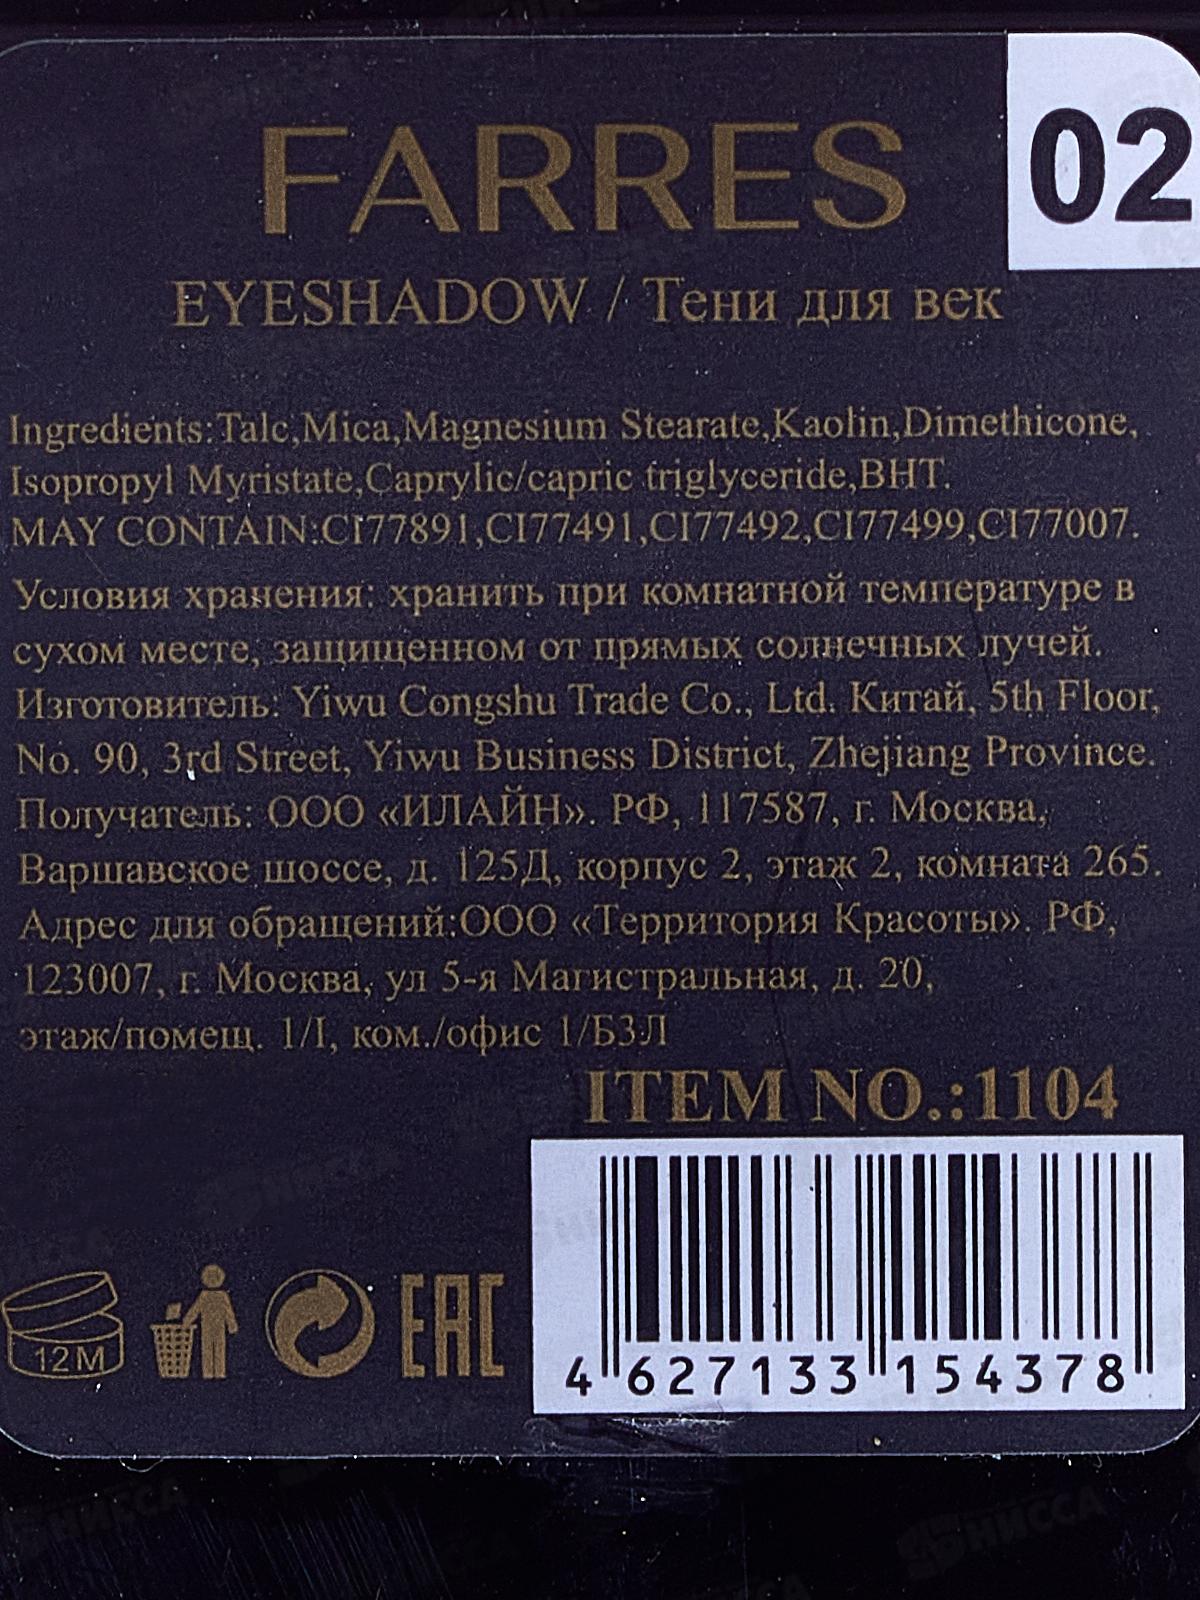 FARRES
02
EYESHADOW / Тени для век
Ingredients:Talc,Mica,Magnesium Stearate,Kaolin,Dimethicone,
Isopropyl Myristate,Caprylic/capric triglyceride,BHT.
MAY CONTAIN:CI77891,CI77491,CI77492,CI77499,CI77007.
Условия хранения: хранить при комнатной температуре в
сухом месте, защищенном от прямых солнечных лучей.
Изготовитель: Yiwu Congshu Trade Co., Ltd. Китай, 5th Floor,
No. 90, 3rd Street, Yiwu Business District, Zhejiang Province.
Получатель: ООО «ИЛАЙН». РФ, 117587, г. Москва,
Варшавское шоссе, д. 125Д, корпус 2, этаж 2, комната 265.
Адрес для обращений:ООО «Территория Красоты». РФ,
123007, г. Москва, ул 5-я Магистральная, д. 20,
этаж/помещ. 1/I, ком./офис 1/Б3Л
ITEM NO.:1104
12M
EAC
4 627133 154378
НИССА
НИССА